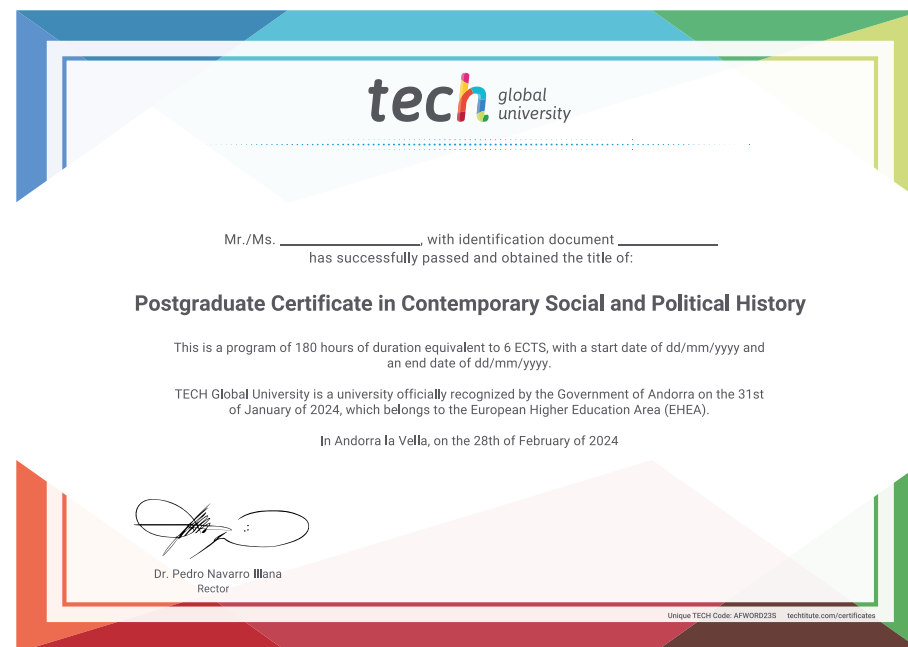 tech global
university
Mr./Ms. ____________, with identification document ____________
has successfully passed and obtained the title of:
Postgraduate Certificate in Contemporary Social and Political History
This is a program of 180 hours of duration equivalent to 6 ECTS, with a start date of dd/mm/yyyy and
an end date of dd/mm/yyyy.
TECH Global University is a university officially recognized by the Government of Andorra on the 31st
of January of 2024, which belongs to the European Higher Education Area (EHEA).
In Andorra la Vella, on the 28th of February of 2024
Dr. Pedro Navarro Illana
Rector
Unique TECH Code: AFWORD23S techtitute.com/certificates